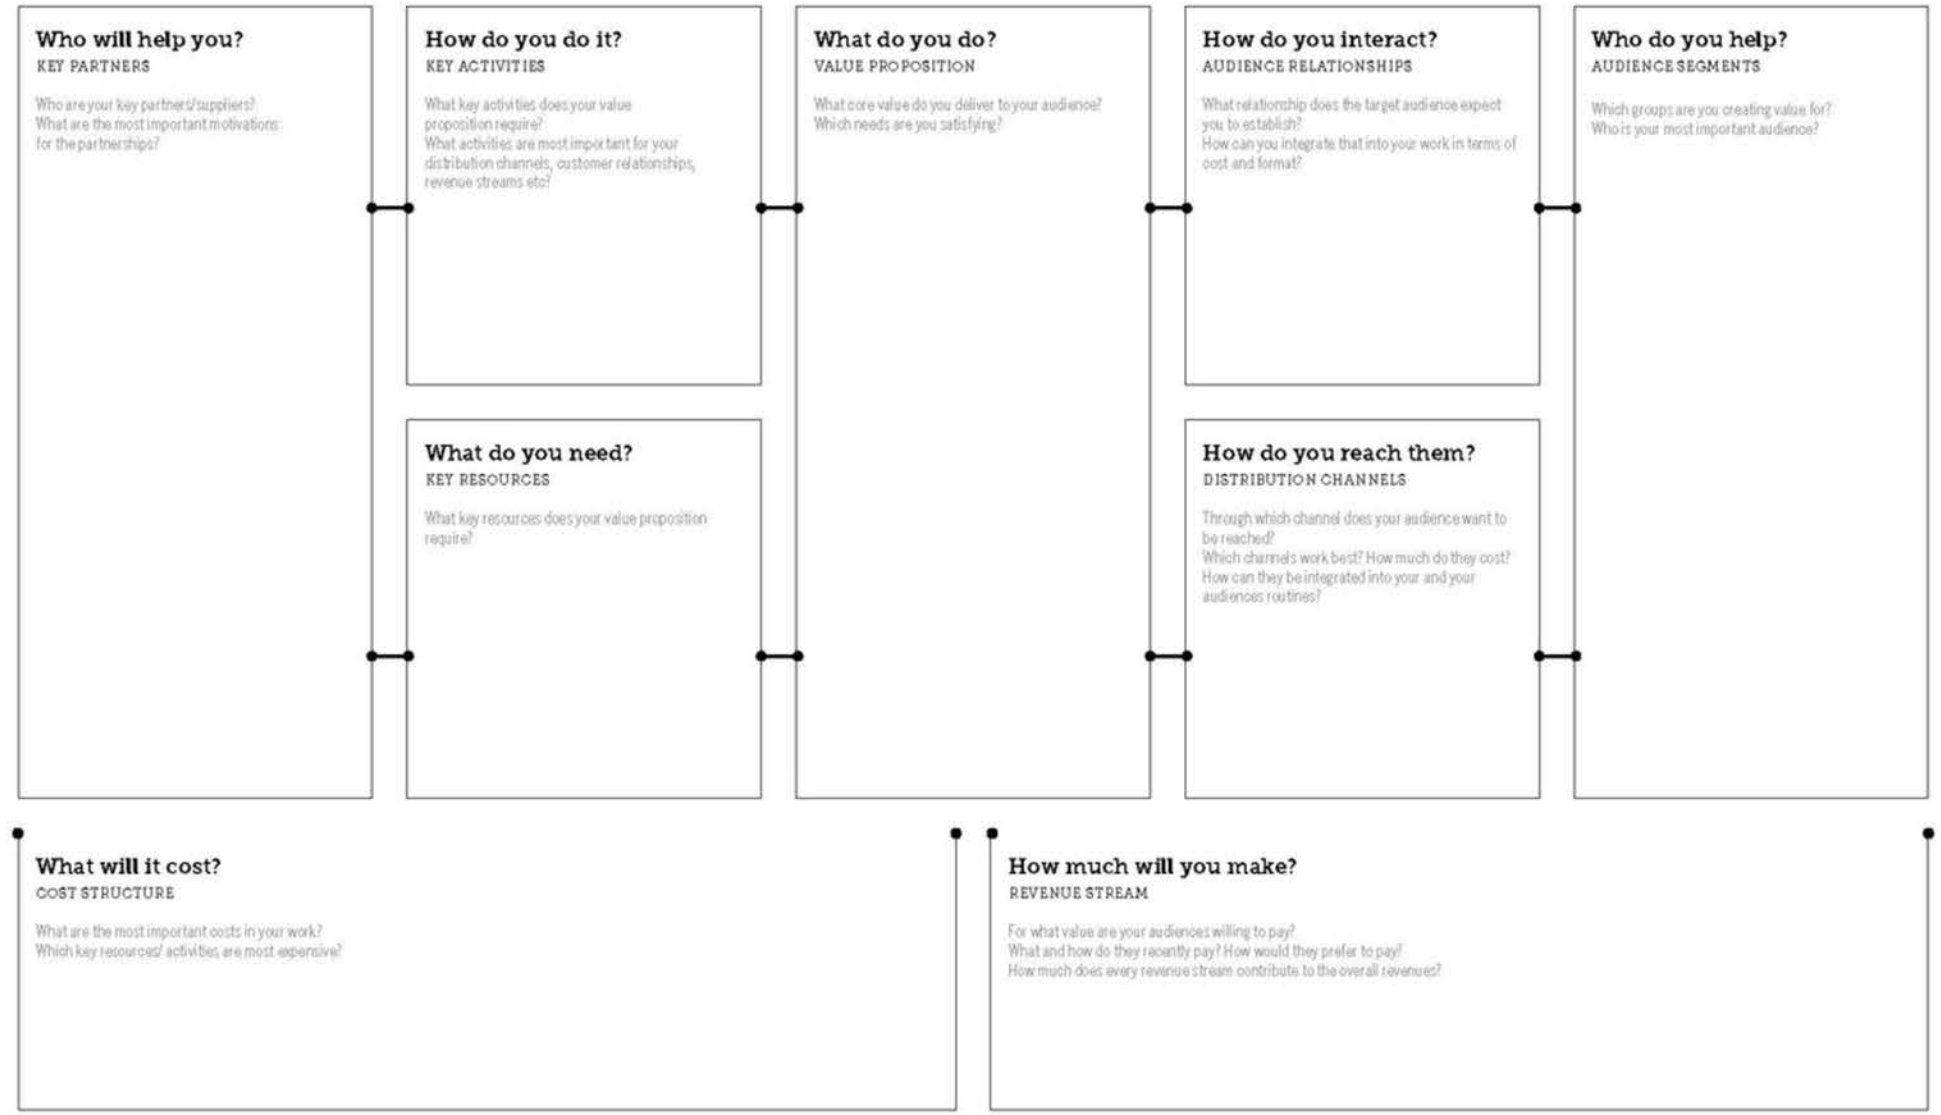 Who will help you?
KEY PARTNERS
Who are your key partners/suppliers?
What are the most important motivations
for the partnerships?
How do you do it?
KEY ACTIVITIES
What key activities does your value
proposition require?
What activities are most important for your
distribution channels, customer relationships,
revenue streams etc?
What do you need?
KEY RESOURCES
What key resources does your value proposition
require?
What do you do?
VALUE PROPOSITION
What core value do you deliver to your audience?
Which needs are you satisfying?
How do you interact?
AUDIENCE RELATIONSHIPS
What relationship does the target audience expect
you to establish?
How can you integrate that into your work in terms of
cost and format?
How do you reach them?
DISTRIBUTION CHANNELS
Through which channel does your audience want to
be reached?
Which channels work best? How much do they cost?
How can they be integrated into your and your
audiences routines?
Who do you help?
AUDIENCE SEGMENTS
Which groups are you creating value for?
Who is your most important audience?
What will it cost?
COST STRUCTURE
What are the most important costs in your work?
Which key resources/ activities are most expensive?
How much will you make?
REVENUE STREAM
For what value are your audiences willing to pay?
What and how do they recently pay? How would they prefer to pay?
How much does every revenue stream contribute to the overall revenues?